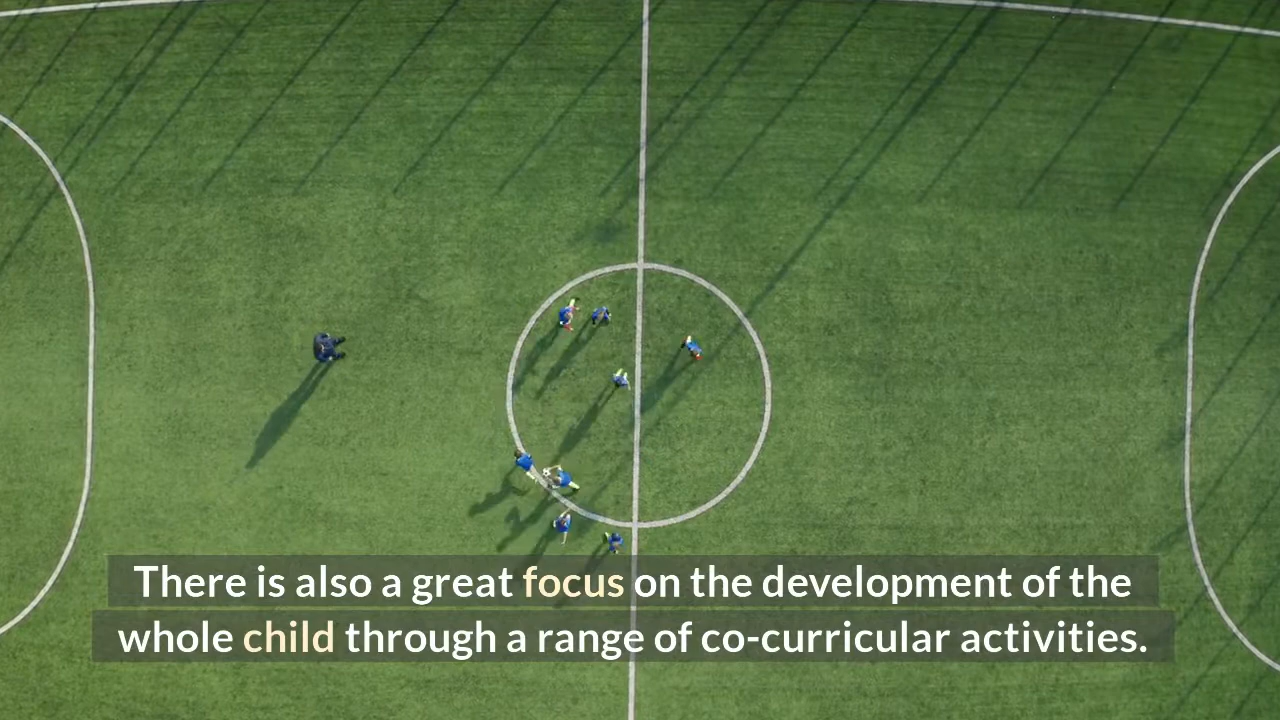 There is also a great focus on the development of the
whole child through a range of co-curricular activities.